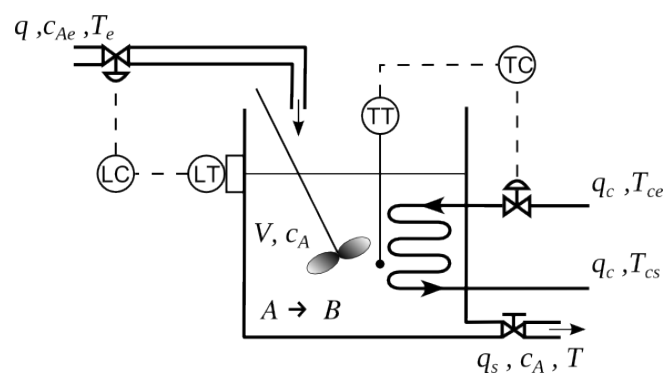 q ,c_Ae ,T_e
TC
TT
LC
LT
q_c ,T_ce
V, c_A
q_c ,T_cs
A → B
q_s , c_A , T